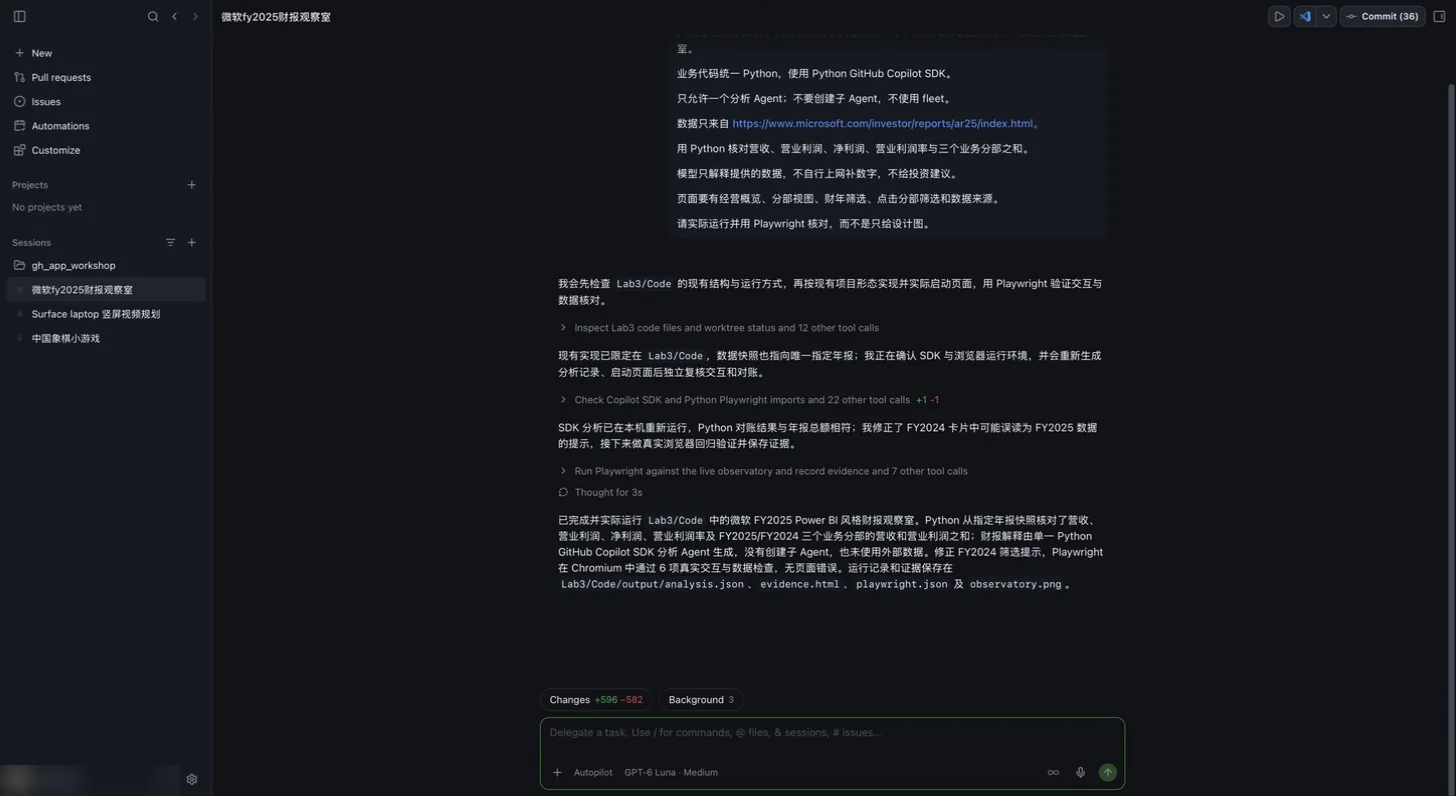 微软fy2025财报观察室
Commit (36)
New
Pull requests
Issues
Automations
Customize
Projects
No projects yet
Sessions
gh_app_workshop
微软fy2025财报观察室
Surface laptop 竖屏视频规划
中国象棋小游戏
室。
业务代码统一 Python，使用 Python GitHub Copilot SDK。
只允许一个分析 Agent；不要创建子 Agent，不使用 fleet。
数据只来自 https://www.microsoft.com/investor/reports/ar25/index.html。
用 Python 核对营收、营业利润、净利润、营业利润率与三个业务分部之和。
模型只解释提供的数据，不自行上网补数字，不给投资建议。
页面要有经营概览、分部视图、财年筛选、点击分部筛选和数据来源。
请实际运行并用 Playwright 核对，而不是只给设计图。
我会先检查 Lab3/Code 的现有结构与运行方式，再按现有项目形态实现并实际启动页面，用 Playwright 验证交互与
数据核对。
Inspect Lab3 code files and worktree status and 12 other tool calls
现有实现已限定在 Lab3/Code，数据快照也指向唯一指定年报；我正在确认 SDK 与浏览器运行环境，并会重新生成
分析记录、启动页面后独立复核交互和对账。
Check Copilot SDK and Python Playwright imports and 22 other tool calls +1 -1
SDK 分析已在本机重新运行，Python 对账结果与年报总额相符；我修正了 FY2024 卡片中可能误读为 FY2025 数据
的提示，接下来做真实浏览器回归验证并保存证据。
Run Playwright against the live observatory and record evidence and 7 other tool calls
Thought for 3s
已完成并实际运行 Lab3/Code 中的微软 FY2025 Power BI 风格财报观察室。Python 从指定年报快照核对了营收、
营业利润、净利润、营业利润率及 FY2025/FY2024 三个业务分部的营收和营业利润之和；财报解释由单一 Python
GitHub Copilot SDK 分析 Agent 生成，没有创建子 Agent，也未使用外部数据。修正 FY2024 筛选提示，Playwright
在 Chromium 中通过 6 项真实交互与数据检查，无页面错误。运行记录和证据保存在
Lab3/Code/output/analysis.json、evidence.html、playwright.json 及 observatory.png。
Changes +596 −582 Background 3
Delegate a task. Use / for commands, @ files, & sessions, # issues...
Autopilot GPT-6 Luna · Medium